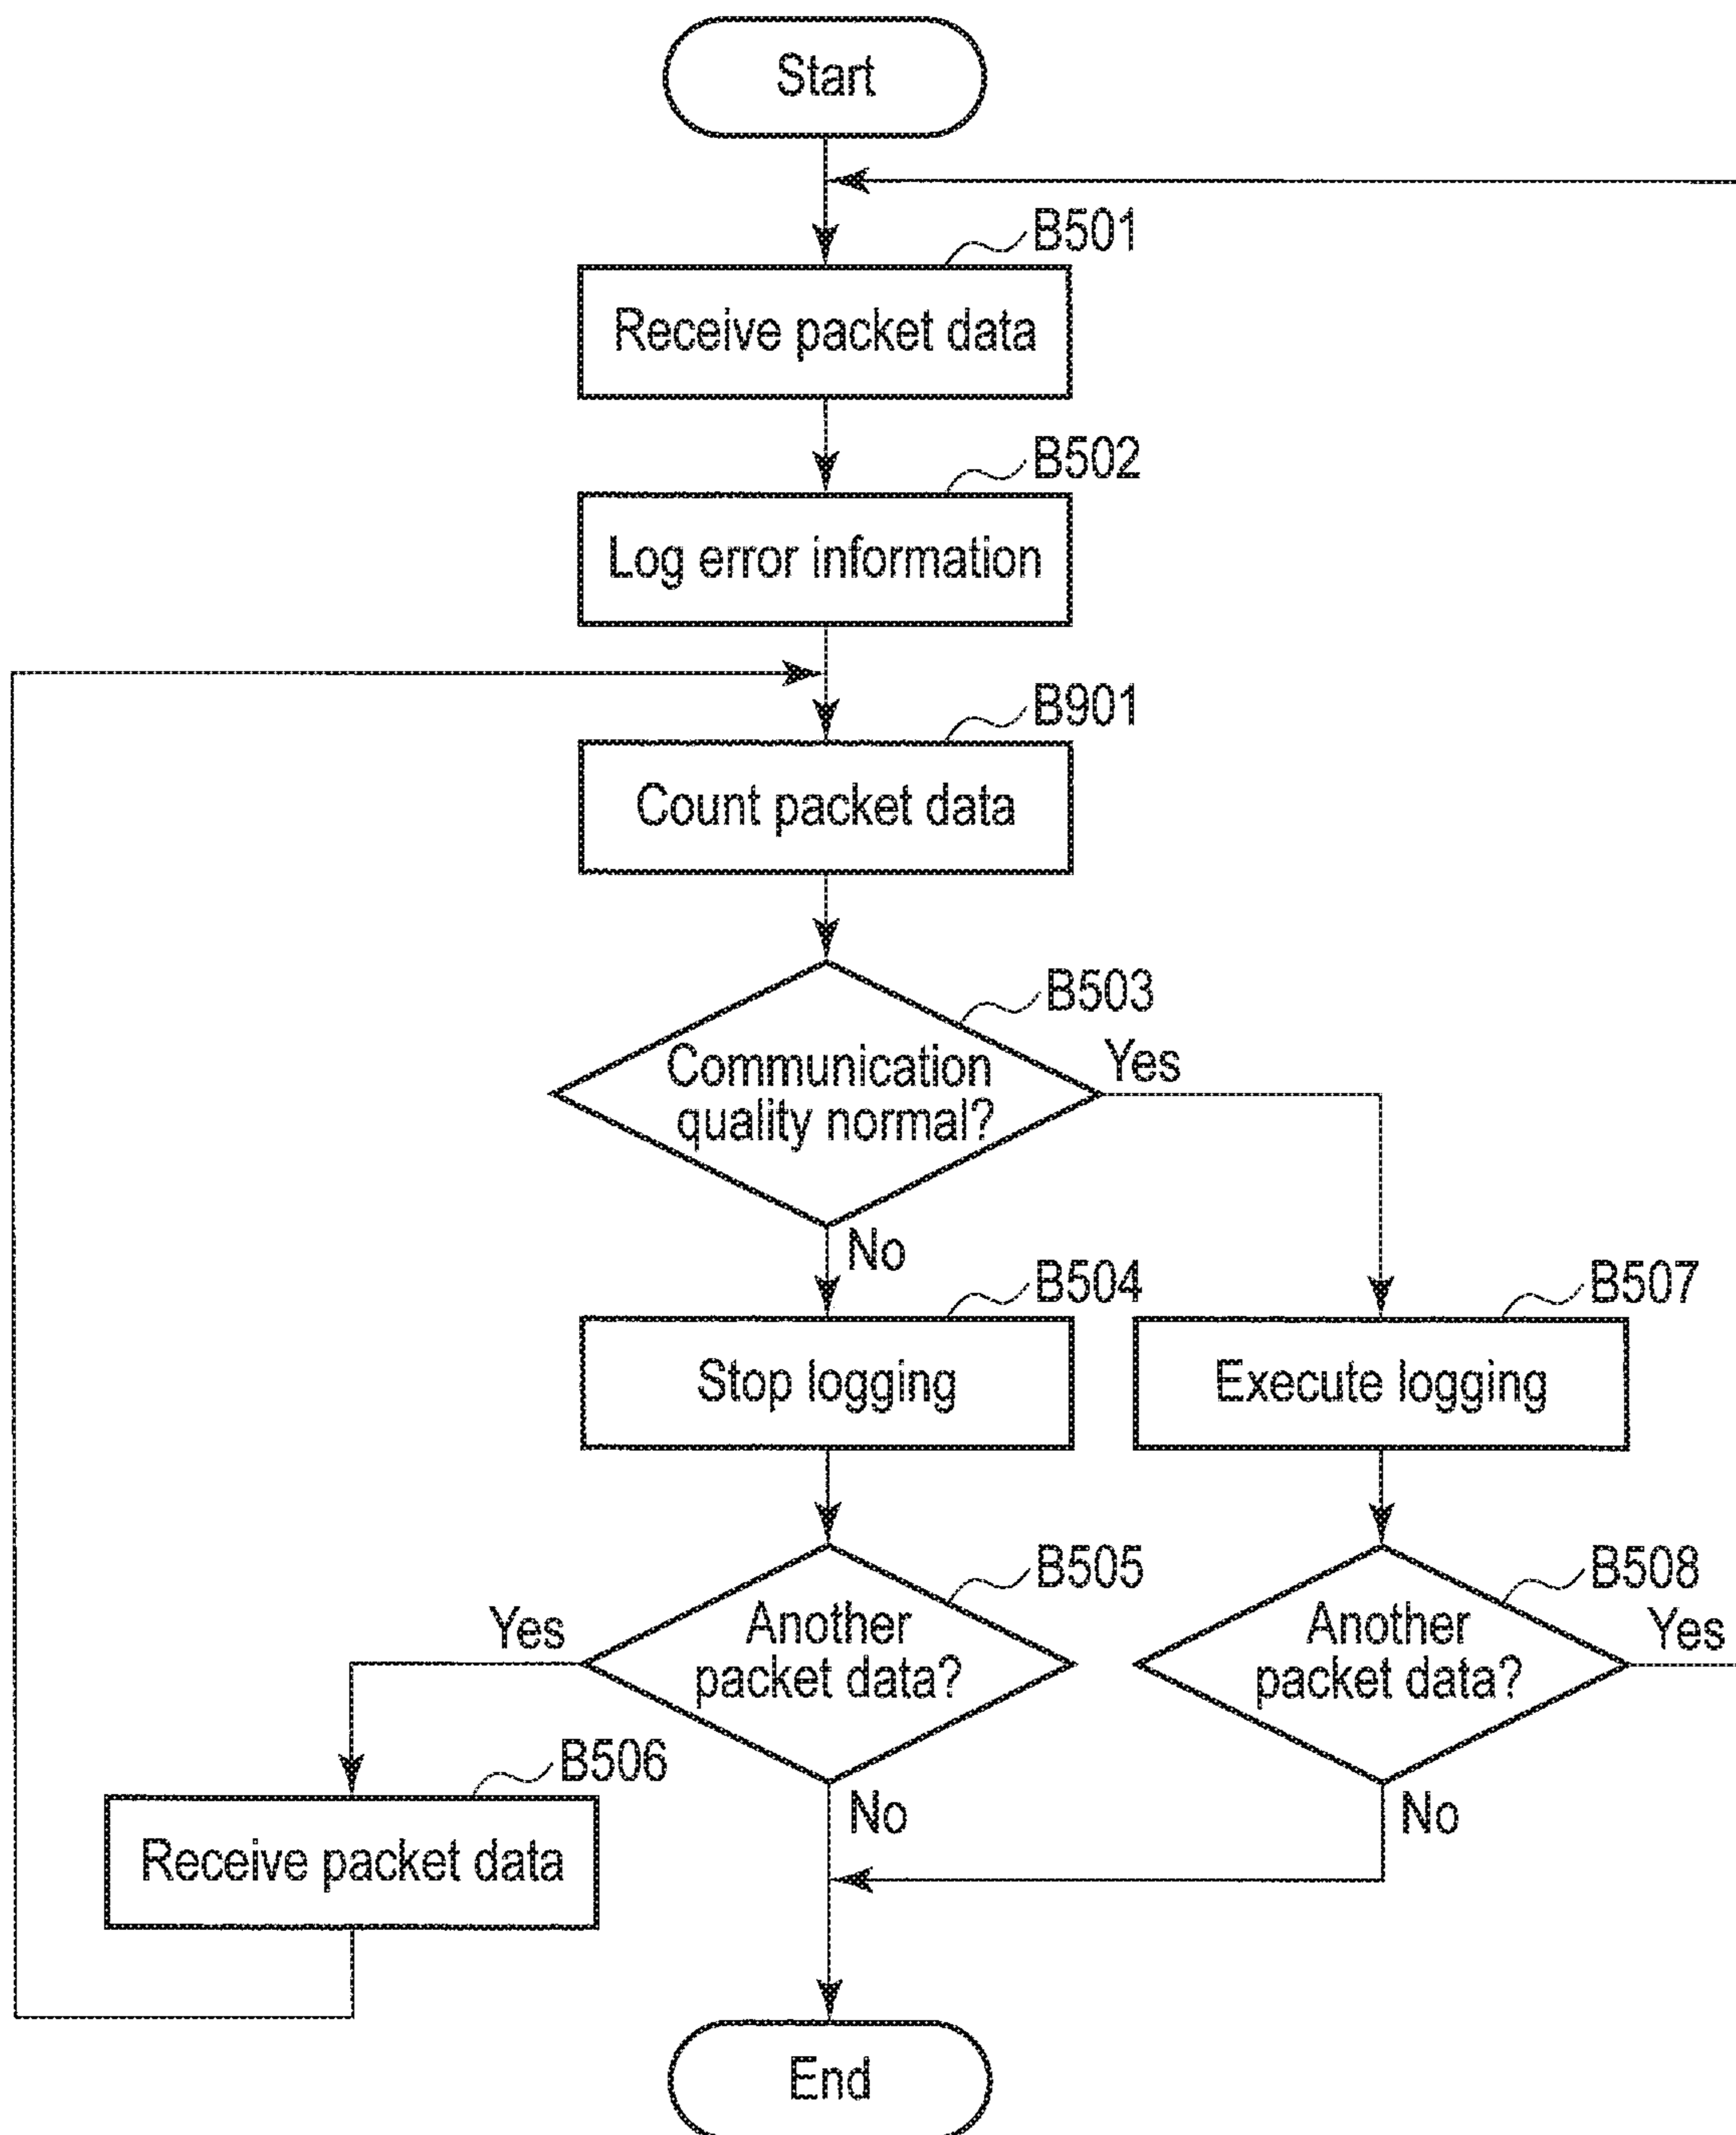 Start
B501
Receive packet data
B502
Log error information
B901
Count packet data
B503
Communication
quality normal?
Yes
No
B504
Stop logging
B507
Execute logging
B505
Another
packet data?
Yes
No
B508
Another
packet data?
Yes
No
B506
Receive packet data
End